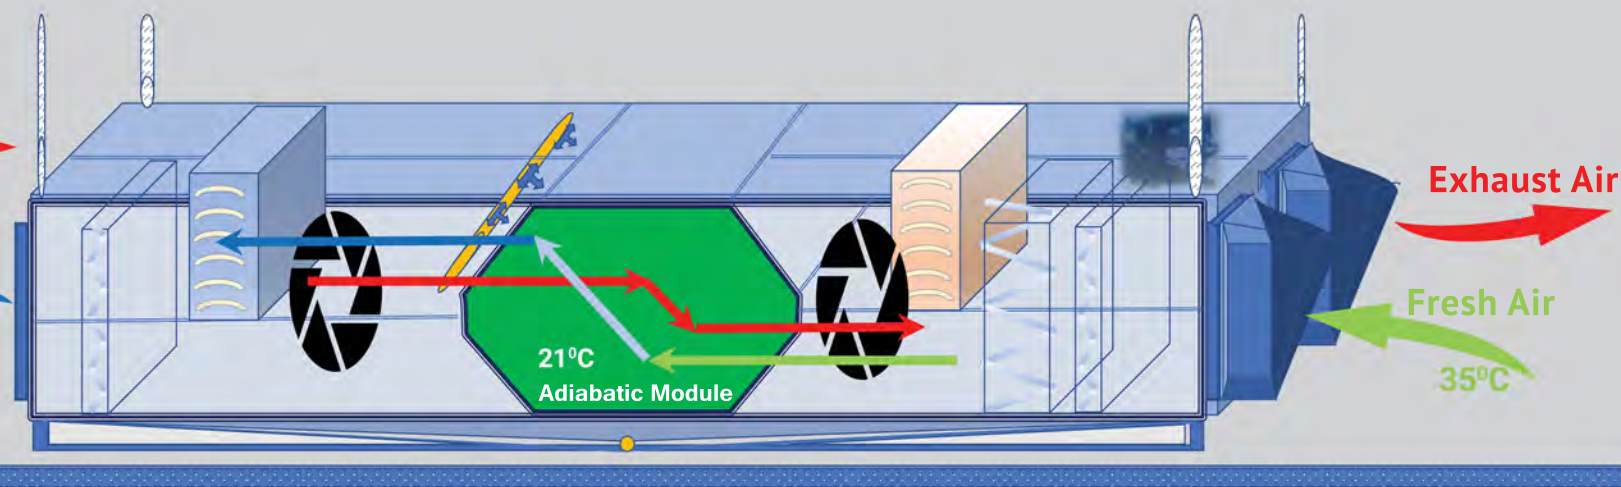 Exhaust Air
Fresh Air
35⁰C
21⁰C
Adiabatic Module